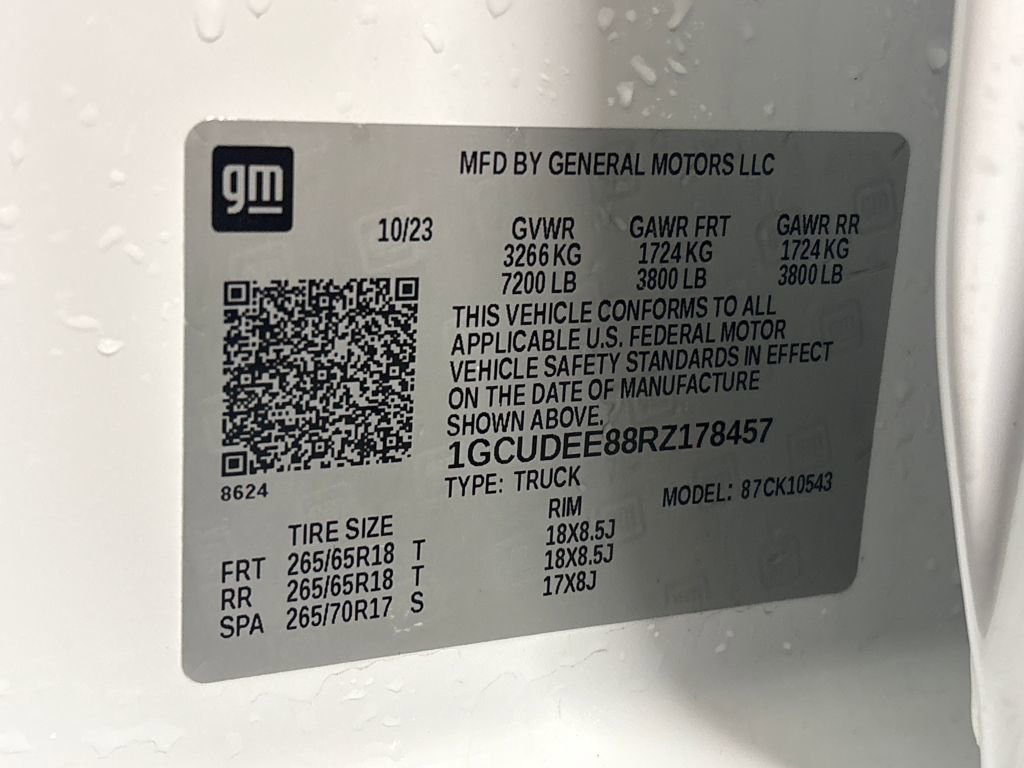 gm
MFD BY GENERAL MOTORS LLC
10/23
GVWR GAWR FRT GAWR RR
3266 KG 1724 KG 1724 KG
7200 LB 3800 LB 3800 LB
THIS VEHICLE CONFORMS TO ALL
APPLICABLE U.S. FEDERAL MOTOR
VEHICLE SAFETY STANDARDS IN EFFECT
ON THE DATE OF MANUFACTURE
SHOWN ABOVE.
1GCUDEE88RZ178457
TYPE: TRUCK MODEL: 87CK10543
8624
TIRE SIZE RIM
FRT 265/65R18 T 18X8.5J
RR 265/65R18 T 18X8.5J
SPA 265/70R17 S 17X8J